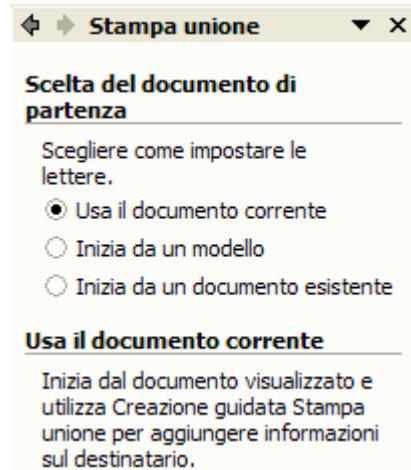 Stampa unione
Scelta del documento di
partenza
Scegliere come impostare le
lettere.
Usa il documento corrente
Inizia da un modello
Inizia da un documento esistente
Usa il documento corrente
Inizia dal documento visualizzato e
utilizza Creazione guidata Stampa
unione per aggiungere informazioni
sul destinatario.